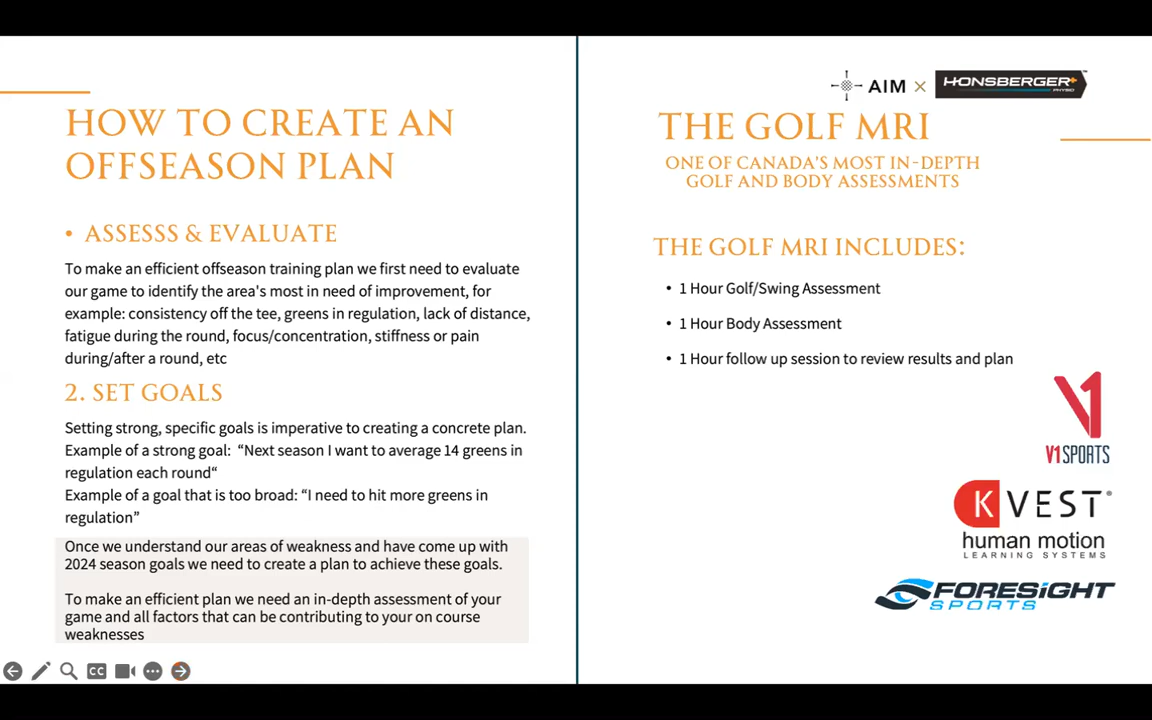 HOW TO CREATE AN
OFFSEASON PLAN
• ASSESSS & EVALUATE
To make an efficient offseason training plan we first need to evaluate
our game to identify the area's most in need of improvement, for
example: consistency off the tee, greens in regulation, lack of distance,
fatigue during the round, focus/concentration, stiffness or pain
during/after a round, etc
2. SET GOALS
Setting strong, specific goals is imperative to creating a concrete plan.
Example of a strong goal: “Next season I want to average 14 greens in
regulation each round“
Example of a goal that is too broad: “I need to hit more greens in
regulation”
Once we understand our areas of weakness and have come up with
2024 season goals we need to create a plan to achieve these goals.
To make an efficient plan we need an in-depth assessment of your
game and all factors that can be contributing to your on course
weaknesses
CC
AIM × HONSBERGER+
PHYSIO
THE GOLF MRI
ONE OF CANADA'S MOST IN-DEPTH
GOLF AND BODY ASSESSMENTS
THE GOLF MRI INCLUDES:
• 1 Hour Golf/Swing Assessment
• 1 Hour Body Assessment
• 1 Hour follow up session to review results and plan
V1
V1SPORTS
K VEST®
human motion
LEARNING SYSTEMS
FORESiGHT
SPORTS